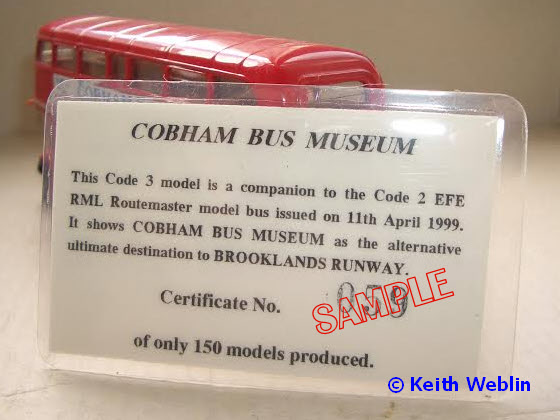 COBHAM BUS MUSEUM
This Code 3 model is a companion to the Code 2 EFE
RML Routemaster model bus issued on 11th April 1999.
It shows COBHAM BUS MUSEUM as the alternative
ultimate destination to BROOKLANDS RUNWAY.
Certificate No. 059
SAMPLE
of only 150 models produced.
© Keith Weblin